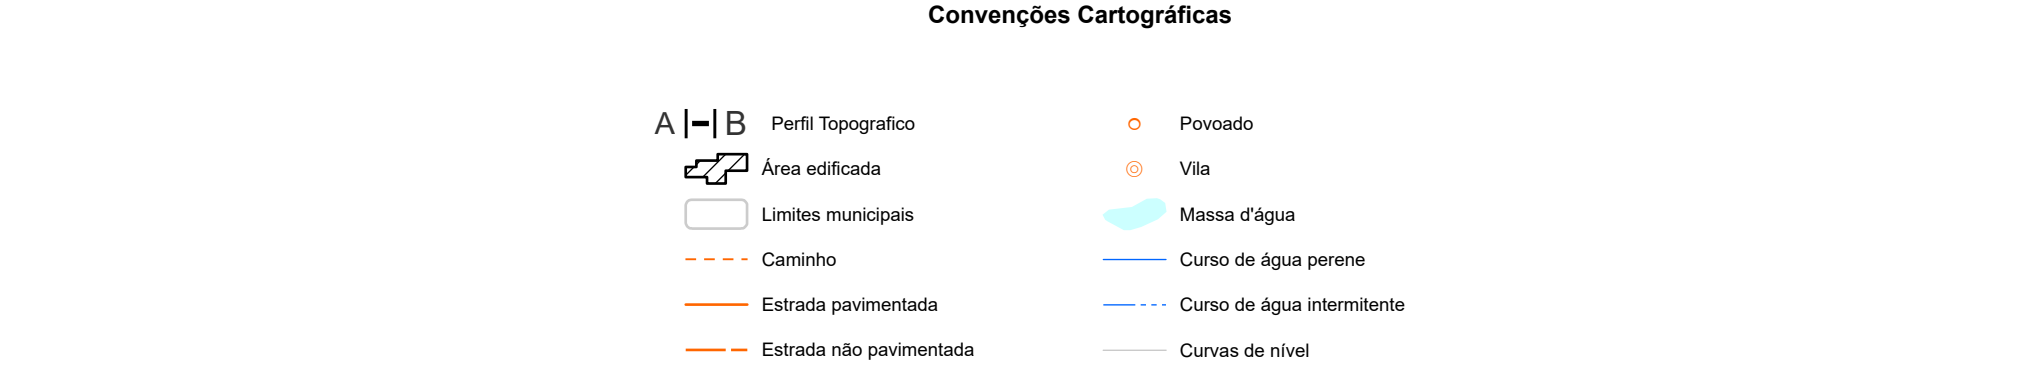 Convenções Cartográficas
A B Perfil Topografico
Área edificada
Limites municipais
Caminho
Estrada pavimentada
Estrada não pavimentada
Povoado
Vila
Massa d'água
Curso de água perene
Curso de água intermitente
Curvas de nível